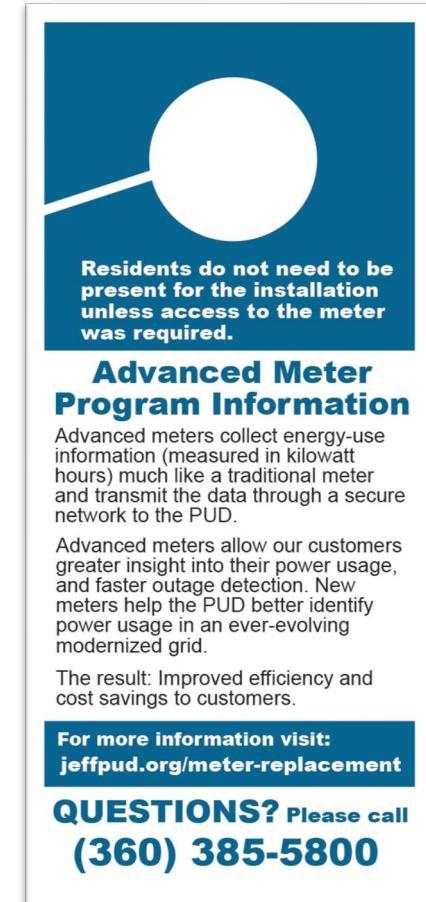 Residents do not need to be
present for the installation
unless access to the meter
was required.
Advanced Meter
Program Information
Advanced meters collect energy-use
information (measured in kilowatt
hours) much like a traditional meter
and transmit the data through a secure
network to the PUD.
Advanced meters allow our customers
greater insight into their power usage,
and faster outage detection. New
meters help the PUD better identify
power usage in an ever-evolving
modernized grid.
The result: Improved efficiency and
cost savings to customers.
For more information visit:
jeffpud.org/meter-replacement
QUESTIONS? Please call
(360) 385-5800